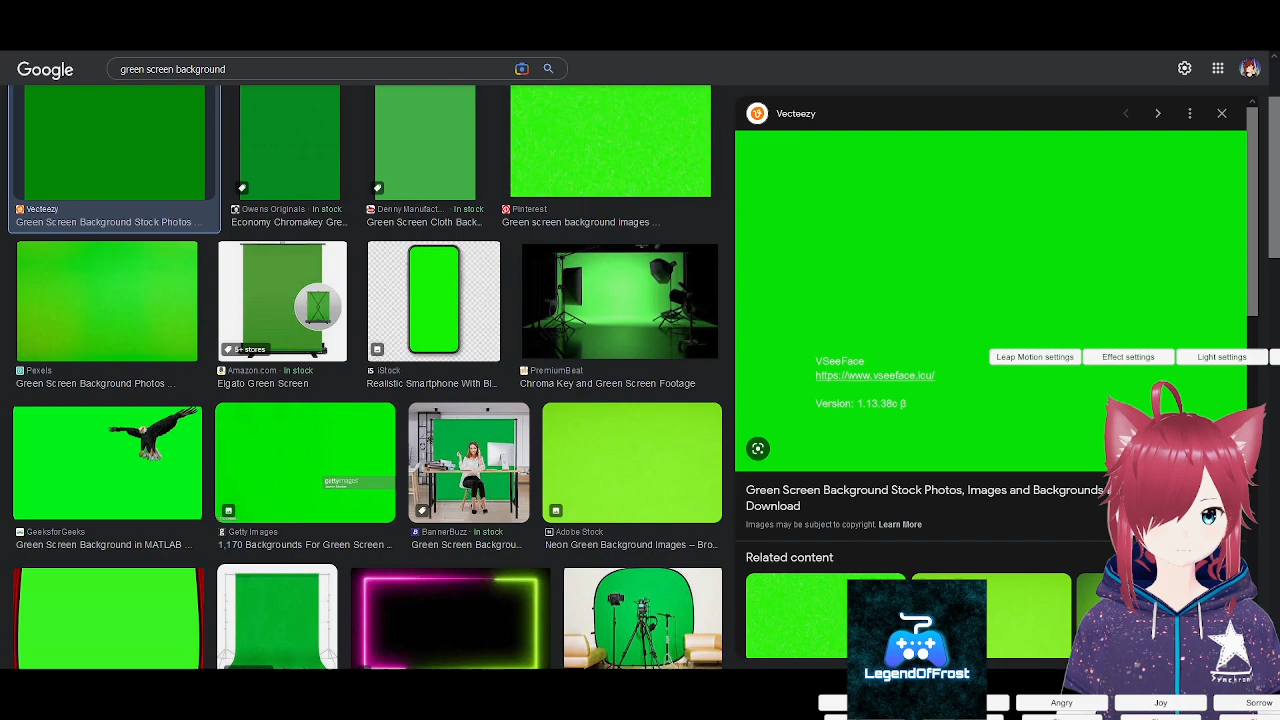 Google
green screen background
Vecteezy
Green Screen Background Stock Photos ...
Owens Originals - In stock
Economy Chromakey Gre...
Denny Manufact... - In stock
Green Screen Cloth Back...
Pinterest
Green screen background images ...
Pexels
Green Screen Background...
5+ stores
Amazon.com - In stock
Elgato Green Screen
iStock
Realistic Smartphone With Bl...
PremiumBeat
Chroma Key and Green Screen Footage
gettyimages
GeeksforGeeks
Green Screen Background in MATLAB ...
Getty Images
1,170 Backgrounds For Green Screen ...
BannerBuzz - In stock
Green Screen Backgrou...
Adobe Stock
Neon Green Background Images – Bro...
Vecteezy
VSeeFace
https://www.vseeface.icu/
Version: 1.13.38c β
Leap Motion settings
Effect settings
Light settings
Green Screen Background Stock Photos, Images and Backgrounds
Download
Images may be subject to copyright. Learn More
Related content
LegendOfFrost
Synchron
Angry
Joy
Sorrow